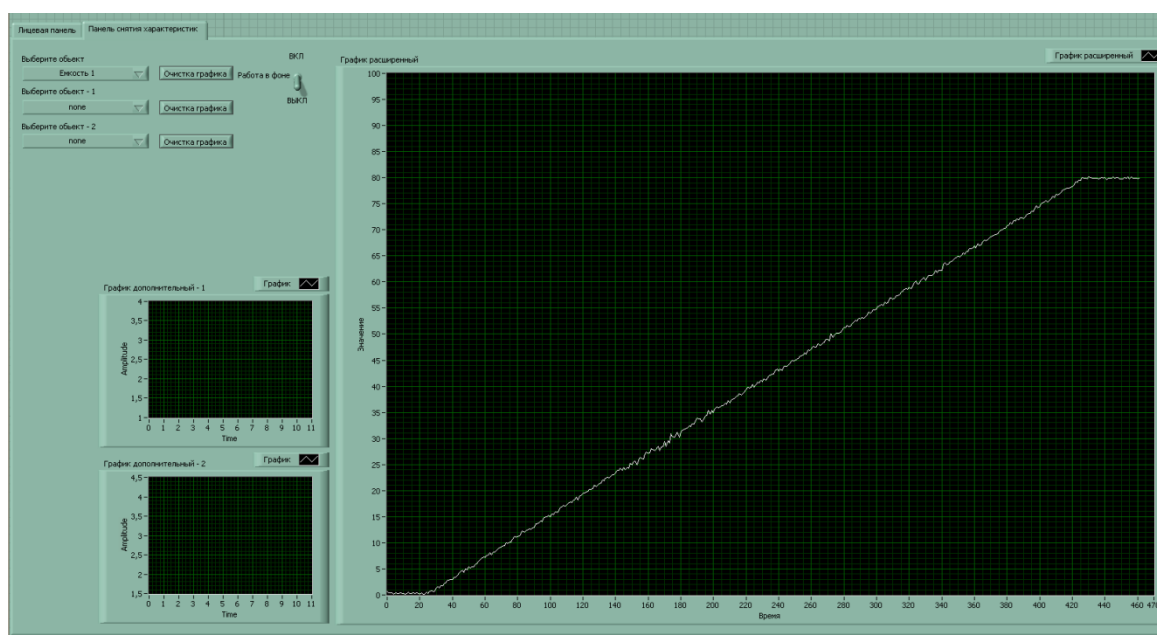 Лицевая панель
Панель снятия характеристик
Выберите обьект
Емкость 1
Очистка графика
Работа в фоне
ВКЛ
ВЫКЛ
Выберите обьект - 1
none
Очистка графика
Выберите обьект - 2
none
Очистка графика
График расширенный
График расширенный
100
95
90
85
80
75
70
65
60
55
50
45
40
35
30
25
20
15
10
5
0
Значение
0 20 40 60 80 100 120 140 160 180 200 220 240 260 280 300 320 340 360 380 400 420 440 460 470
Время
График дополнительный - 1
График
4
3,5
3
2,5
2
1,5
1
Amplitude
0 1 2 3 4 5 6 7 8 9 10 11
Time
График дополнительный - 2
График
4,5
4
3,5
3
2,5
2
1,5
Amplitude
0 1 2 3 4 5 6 7 8 9 10 11
Time